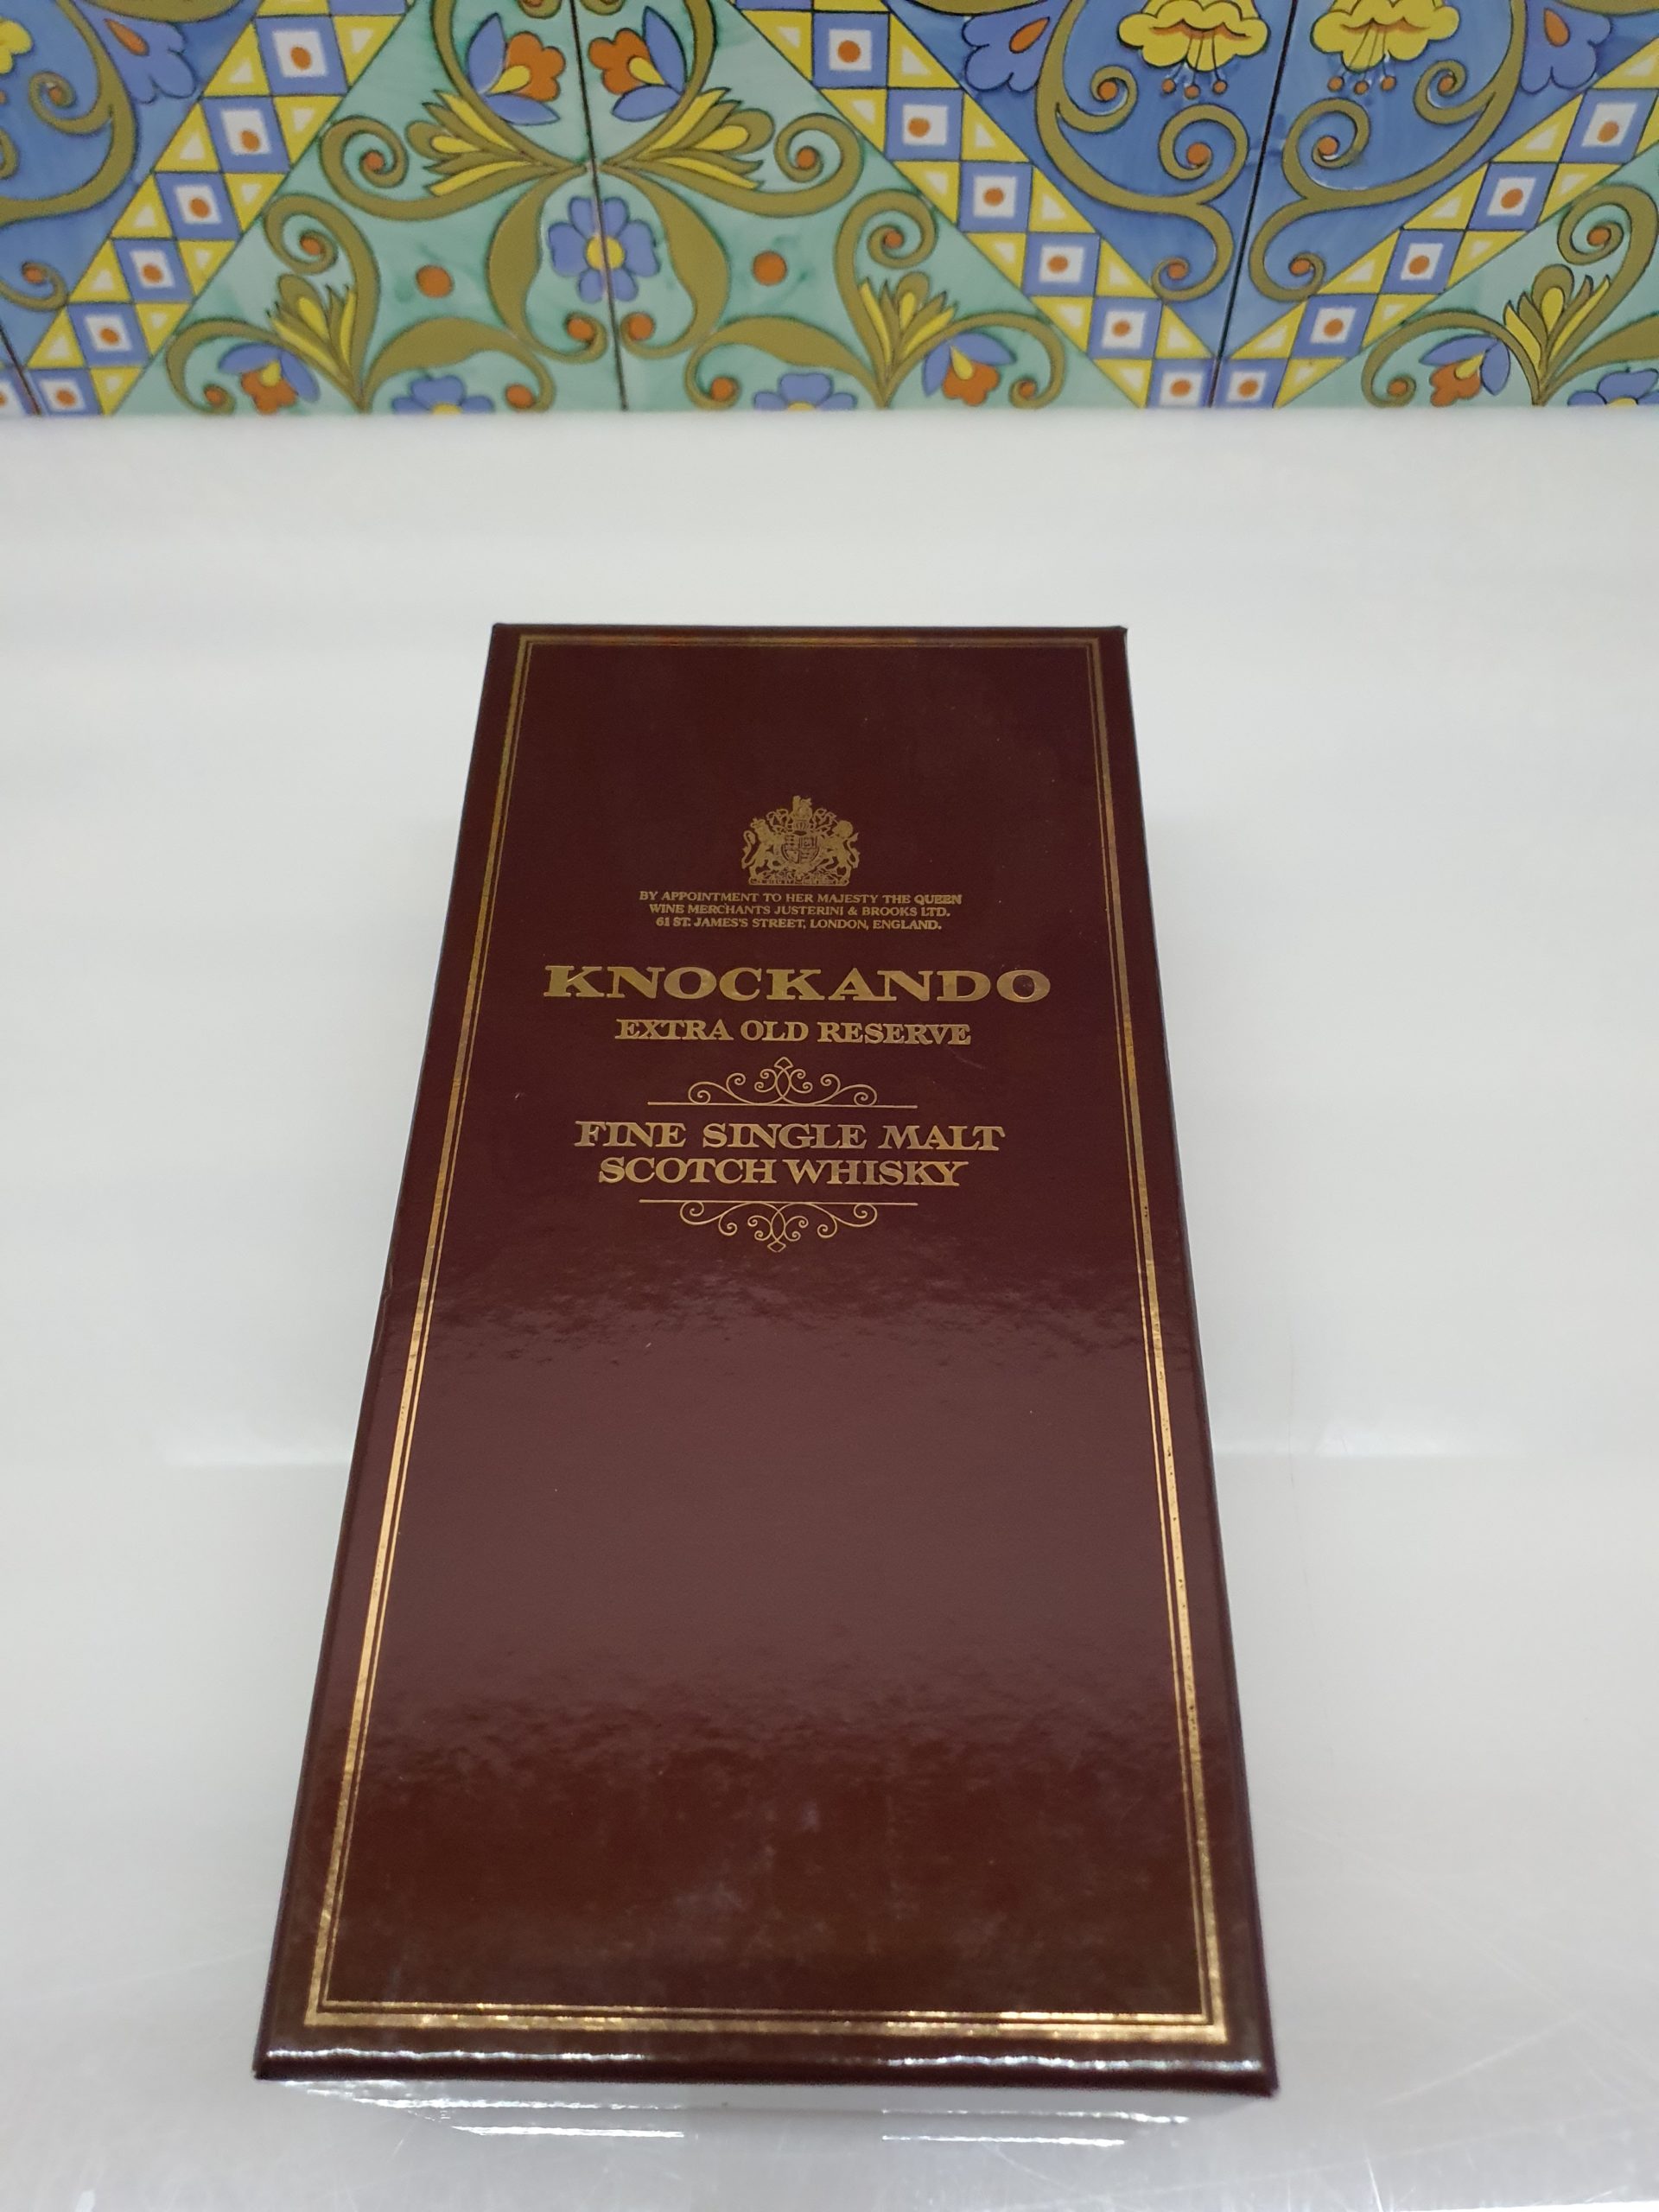 BY APPOINTMENT TO HER MAJESTY THE QUEEN
WINE MERCHANTS JUSTERINI & BROOKS LTD.
61 ST. JAMES'S STREET, LONDON, ENGLAND.
KNOCKANDO
EXTRA OLD RESERVE
FINE SINGLE MALT
SCOTCH WHISKY